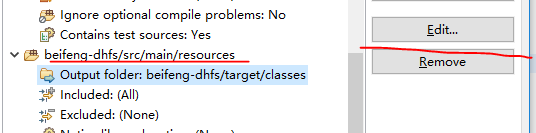 Ignore optional compile problems: No
Contains test sources: Yes
beifeng-dhfs/src/main/resources
Output folder: beifeng-dhfs/target/classes
Included: (All)
Excluded: (None)
Edit...
Remove